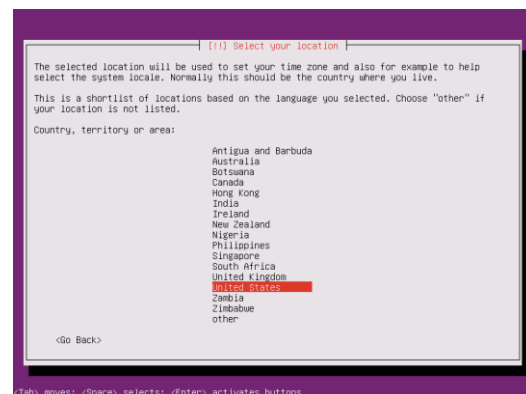 [!!] Select your location
The selected location will be used to set your time zone and also for example to help
select the system locale. Normally this should be the country where you live.
This is a shortlist of locations based on the language you selected. Choose "other" if
your location is not listed.
Country, territory or area:
Antigua and Barbuda
Australia
Botswana
Canada
Hong Kong
India
Ireland
New Zealand
Nigeria
Philippines
Singapore
South Africa
United Kingdom
United States
Zambia
Zimbabwe
other
<Go Back>
<Tab> moves; <Space> selects; <Enter> activates buttons